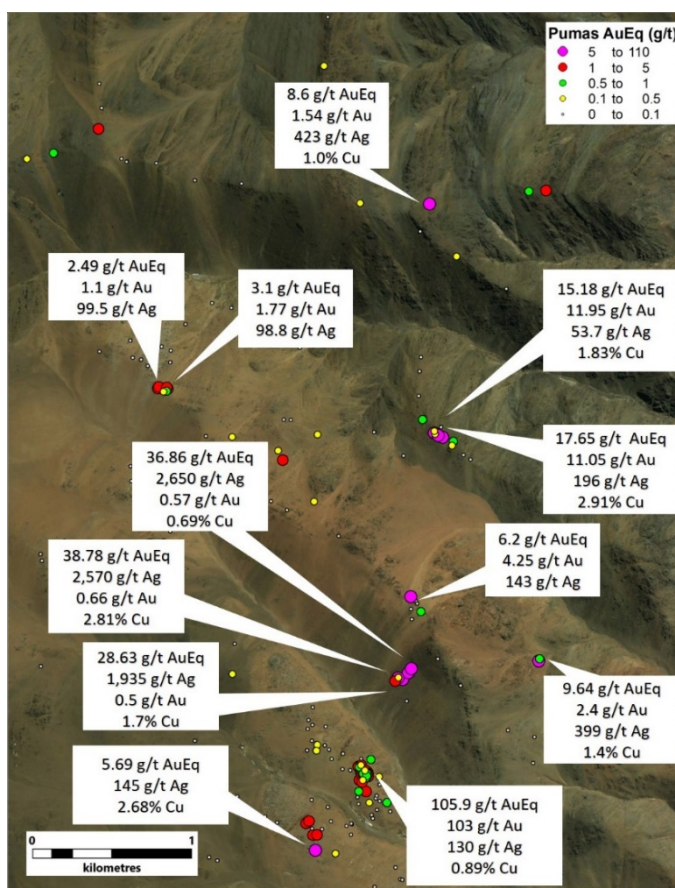 Pumas AuEq (g/t)
5 to 110
1 to 5
0.5 to 1
0.1 to 0.5
0 to 0.1
8.6 g/t AuEq
1.54 g/t Au
423 g/t Ag
1.0% Cu
2.49 g/t AuEq
1.1 g/t Au
99.5 g/t Ag
3.1 g/t AuEq
1.77 g/t Au
98.8 g/t Ag
15.18 g/t AuEq
11.95 g/t Au
53.7 g/t Ag
1.83% Cu
17.65 g/t AuEq
11.05 g/t Au
196 g/t Ag
2.91% Cu
36.86 g/t AuEq
2,650 g/t Ag
0.57 g/t Au
0.69% Cu
6.2 g/t AuEq
4.25 g/t Au
143 g/t Ag
38.78 g/t AuEq
2,570 g/t Ag
0.66 g/t Au
2.81% Cu
28.63 g/t AuEq
1,935 g/t Ag
0.5 g/t Au
1.7% Cu
9.64 g/t AuEq
2.4 g/t Au
399 g/t Ag
1.4% Cu
5.69 g/t AuEq
145 g/t Ag
2.68% Cu
105.9 g/t AuEq
103 g/t Au
130 g/t Ag
0.89% Cu
0 1
kilometres